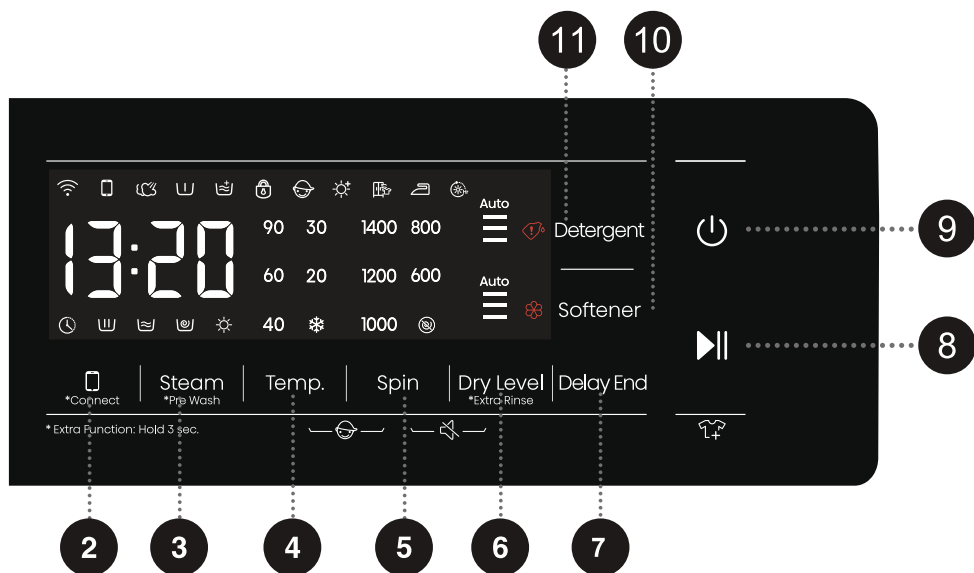 11
10
Auto
13:20
90 30 1400 800
Detergent
9
60 20 1200 600
Auto
Softener
40 1000
8
Steam Temp. Spin Dry Level Delay End
*Connect *Pre Wash *Extra Rinse
* Extra Function: Hold 3 sec.
2 3 4 5 6 7